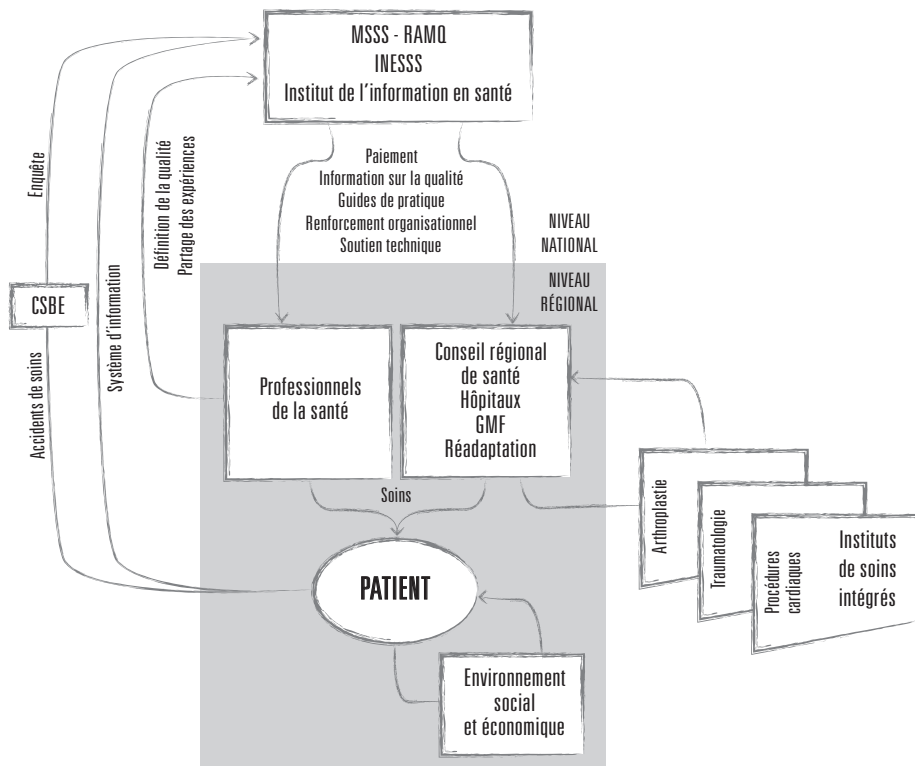 MSSS - RAMQ
INESSS
Institut de l'information en santé
Paiement
Information sur la qualité
Guides de pratique
Renforcement organisationnel
Soutien technique
NIVEAU
NATIONAL
NIVEAU
RÉGIONAL
Enquête
CSBE
Accidents de soins
Système d'information
Définition de la qualité
Partage des expériences
Professionnels
de la santé
Conseil régional
de santé
Hôpitaux
GMF
Réadaptation
Soins
PATIENT
Environnement
social
et économique
Arthroplastie
Traumatologie
Procédures
cardiaques
Instituts
de soins
intégrés